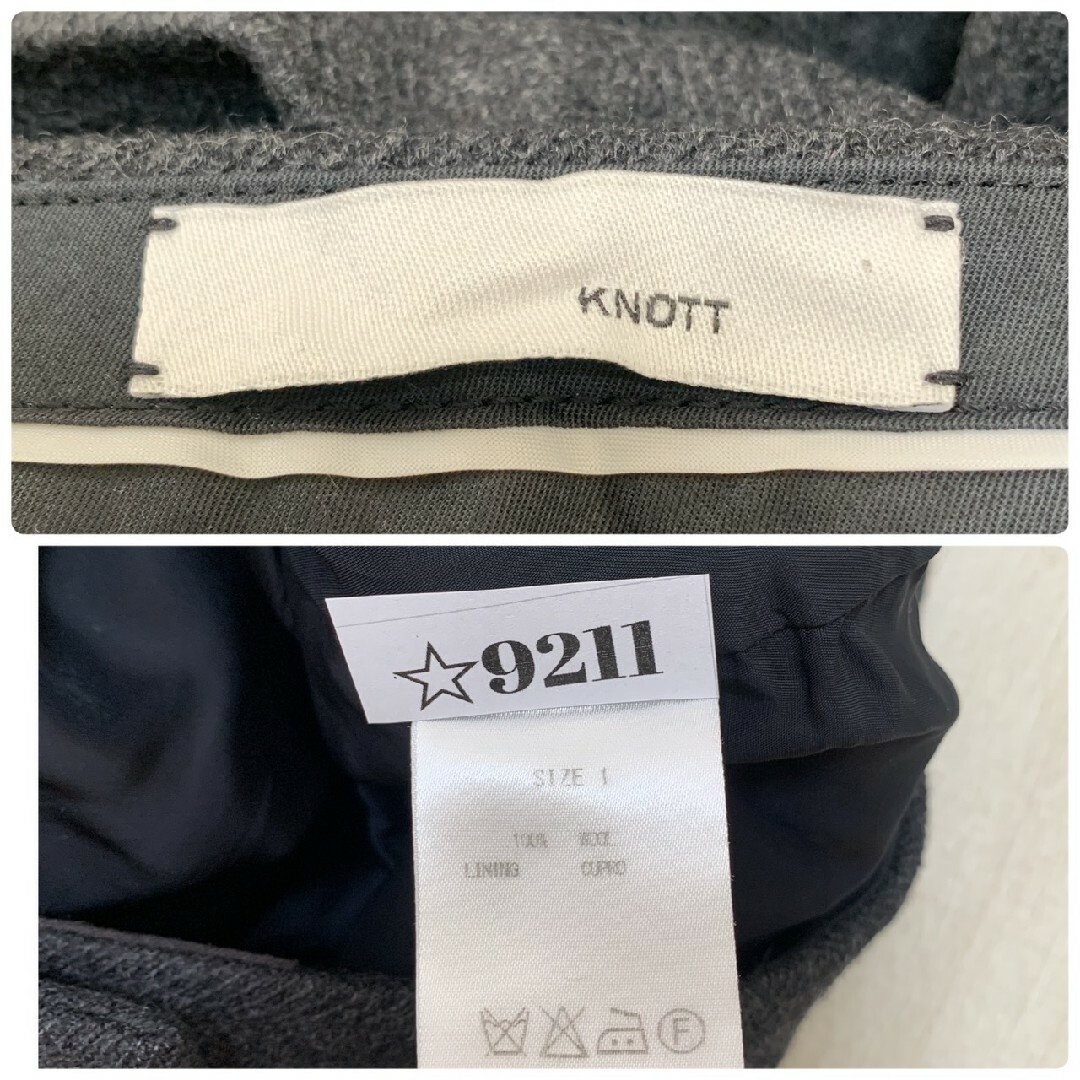 KNOTT
☆9211
SIZE 1
100% WOOL
LINING CUPRO
F